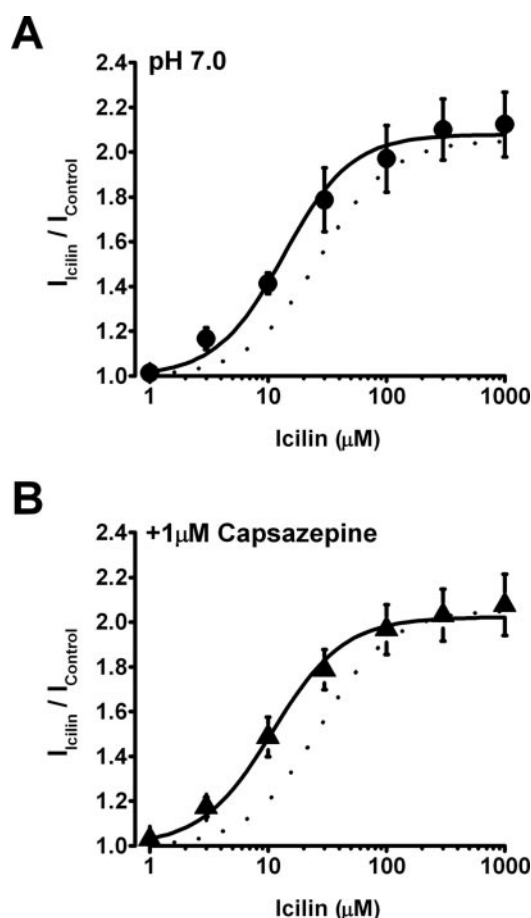 A
pH 7.0
2.4
2.2
2.0
1.8
1.6
1.4
1.2
1.0
I_Icilin / I_Control
1 10 100 1000
Icilin (μM)
B
+1μM Capsazepine
2.4
2.2
2.0
1.8
1.6
1.4
1.2
1.0
I_Icilin / I_Control
1 10 100 1000
Icilin (μM)